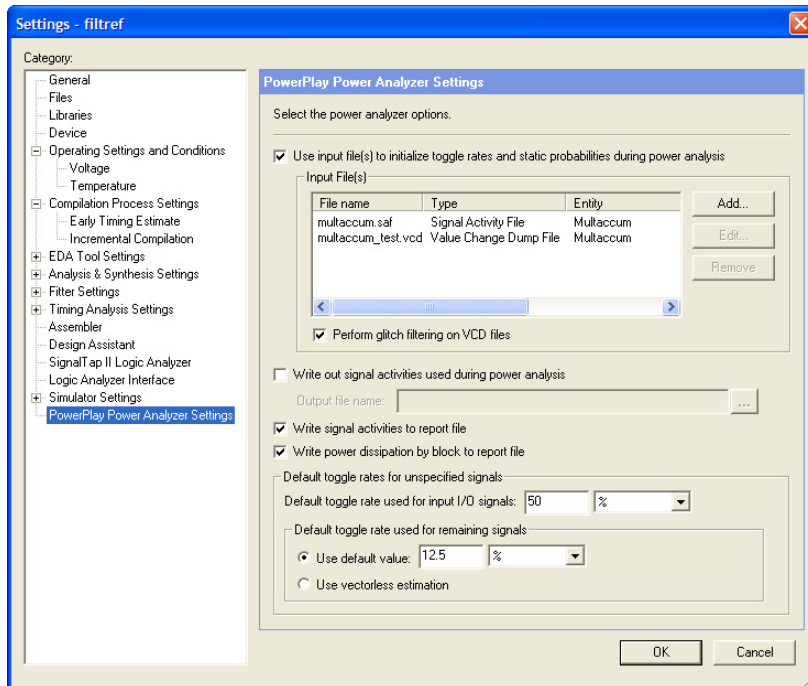 Settings - filtref
Category:
General
Files
Libraries
Device
Operating Settings and Conditions
Voltage
Temperature
Compilation Process Settings
Early Timing Estimate
Incremental Compilation
EDA Tool Settings
Analysis & Synthesis Settings
Fitter Settings
Timing Analysis Settings
Assembler
Design Assistant
SignalTap II Logic Analyzer
Logic Analyzer Interface
Simulator Settings
PowerPlay Power Analyzer Settings
PowerPlay Power Analyzer Settings
Select the power analyzer options.
Use input file(s) to initialize toggle rates and static probabilities during power analysis
Input File(s)
File name Type Entity
multaccum.saf Signal Activity File Multaccum
multaccum_test.vcd Value Change Dump File Multaccum
Add...
Edit...
Remove
Perform glitch filtering on VCD files
Write out signal activities used during power analysis
Output file name: ...
Write signal activities to report file
Write power dissipation by block to report file
Default toggle rates for unspecified signals
Default toggle rate used for input I/O signals: 50 %
Default toggle rate used for remaining signals
Use default value: 12.5 %
Use vectorless estimation
OK Cancel